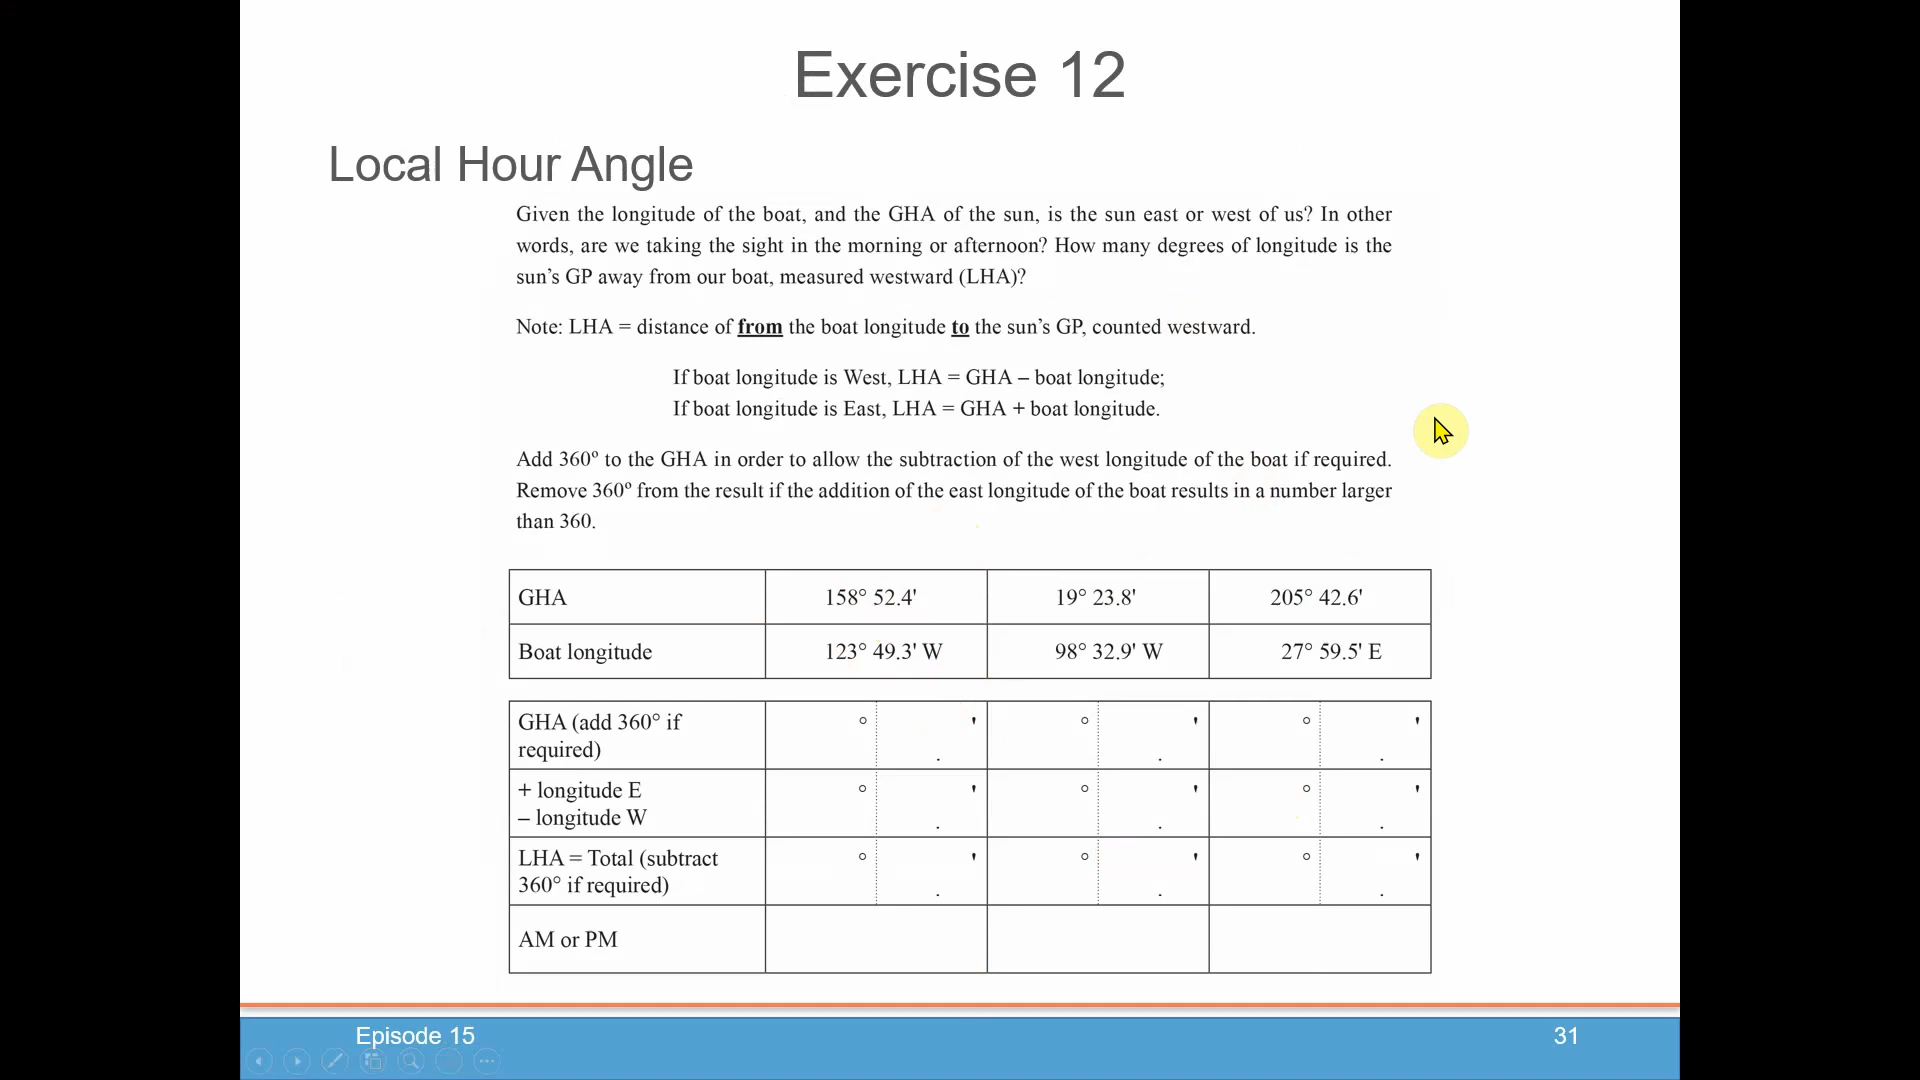 Exercise 12
Local Hour Angle
Given the longitude of the boat, and the GHA of the sun, is the sun east or west of us? In other
words, are we taking the sight in the morning or afternoon? How many degrees of longitude is the
sun’s GP away from our boat, measured westward (LHA)?
Note: LHA = distance of from the boat longitude to the sun’s GP, counted westward.
If boat longitude is West, LHA = GHA – boat longitude;
If boat longitude is East, LHA = GHA + boat longitude.
Add 360º to the GHA in order to allow the subtraction of the west longitude of the boat if required.
Remove 360º from the result if the addition of the east longitude of the boat results in a number larger
than 360.
GHA 158° 52.4' 19° 23.8' 205° 42.6'
Boat longitude 123° 49.3' W 98° 32.9' W 27° 59.5' E
GHA (add 360° if ° ' ° ' ° '
required) . . .
+ longitude E ° ' ° ' ° '
– longitude W . . .
LHA = Total (subtract ° ' ° ' ° '
360° if required) . . .
AM or PM
Episode 15 31